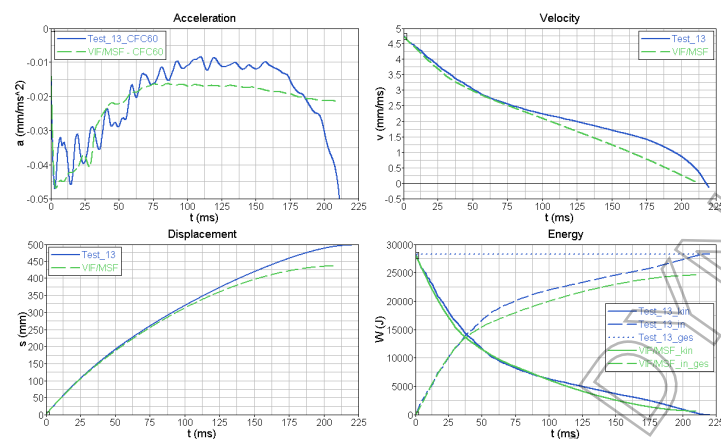 Acceleration
0
-0.01
-0.02
-0.03
-0.04
-0.05
a (mm/ms^2)
Test_13_CFC60
VIF/MSF - CFC60
0 25 50 75 100 125 150 175 200 225
t (ms)
Velocity
5
4.5
4
3.5
3
2.5
2
1.5
1
0.5
0
-0.5
v (mm/ms)
Test_13
VIF/MSF
0 25 50 75 100 125 150 175 200 225
t (ms)
Displacement
500
450
400
350
300
250
200
150
100
50
0
s (mm)
Test_13
VIF/MSF
0 25 50 75 100 125 150 175 200 225
t (ms)
Energy
30000
25000
20000
15000
10000
5000
0
W (J)
Test_13_kin
Test_13_in
Test_13_ges
VIF/MSF_kin
VIF/MSF_in_ges
0 25 50 75 100 125 150 175 200 225
t (ms)